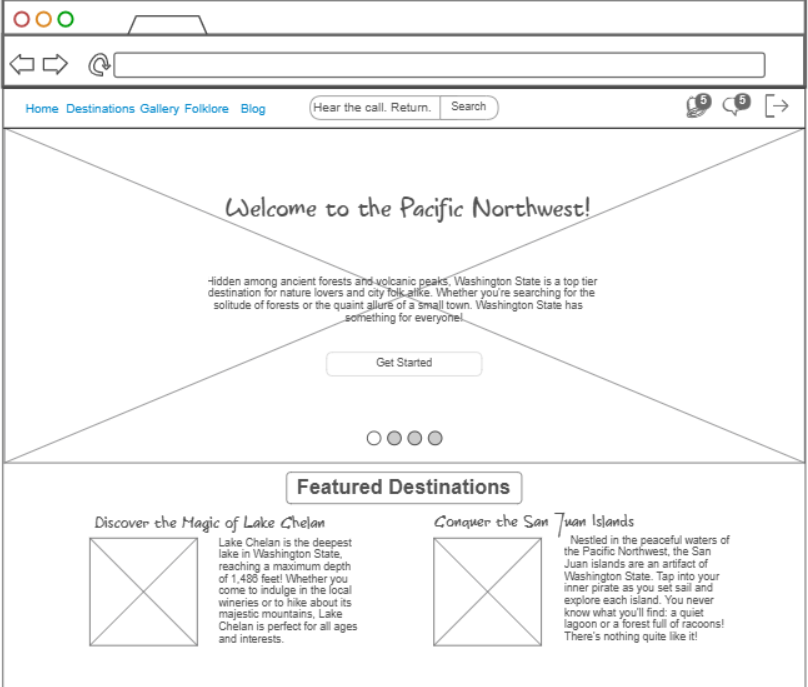 Home Destinations Gallery Folklore Blog
Hear the call. Return. Search
5 5
Welcome to the Pacific Northwest!
Hidden among ancient forests and volcanic peaks, Washington State is a top tier
destination for nature lovers and city folk alike. Whether you're searching for the
solitude of forests or the quaint allure of a small town. Washington State has
something for everyone!
Get Started
Featured Destinations
Discover the Magic of Lake Chelan
Lake Chelan is the deepest
lake in Washington State,
reaching a maximum depth
of 1,486 feet! Whether you
come to indulge in the local
wineries or to hike about its
majestic mountains, Lake
Chelan is perfect for all ages
and interests.
Conquer the San Juan Islands
Nestled in the peaceful waters of
the Pacific Northwest, the San
Juan islands are an artifact of
Washington State. Tap into your
inner pirate as you set sail and
explore each island. You never
know what you'll find: a quiet
lagoon or a forest full of racoons!
There's nothing quite like it!